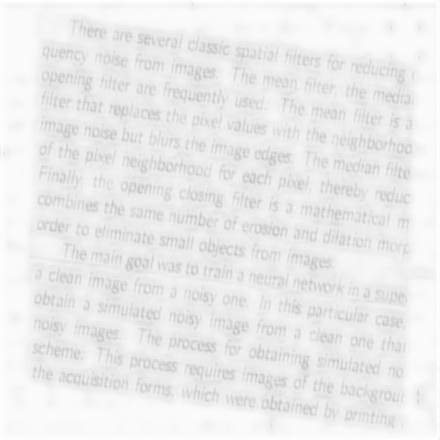 There are several classic spatial filters for reducing
quency noise from images. The mean filter, the media
opening filter are frequently used. The mean filter is a
filter that replaces the pixel values with the neighborhoo
image noise but blurs the image edges. The median filte
of the pixel neighborhood for each pixel, thereby reduc
Finally, the opening closing filter is a mathematical m
combines the same number of erosion and dilation morp
order to eliminate small objects from images.
The main goal was to train a neural network in a super
a clean image from a noisy one. In this particular case,
obtain a simulated noisy image from a clean one that
noisy images. The process for obtaining simulated no
scheme. This process requires images of the backgroun
the acquisition forms, which were obtained by printing